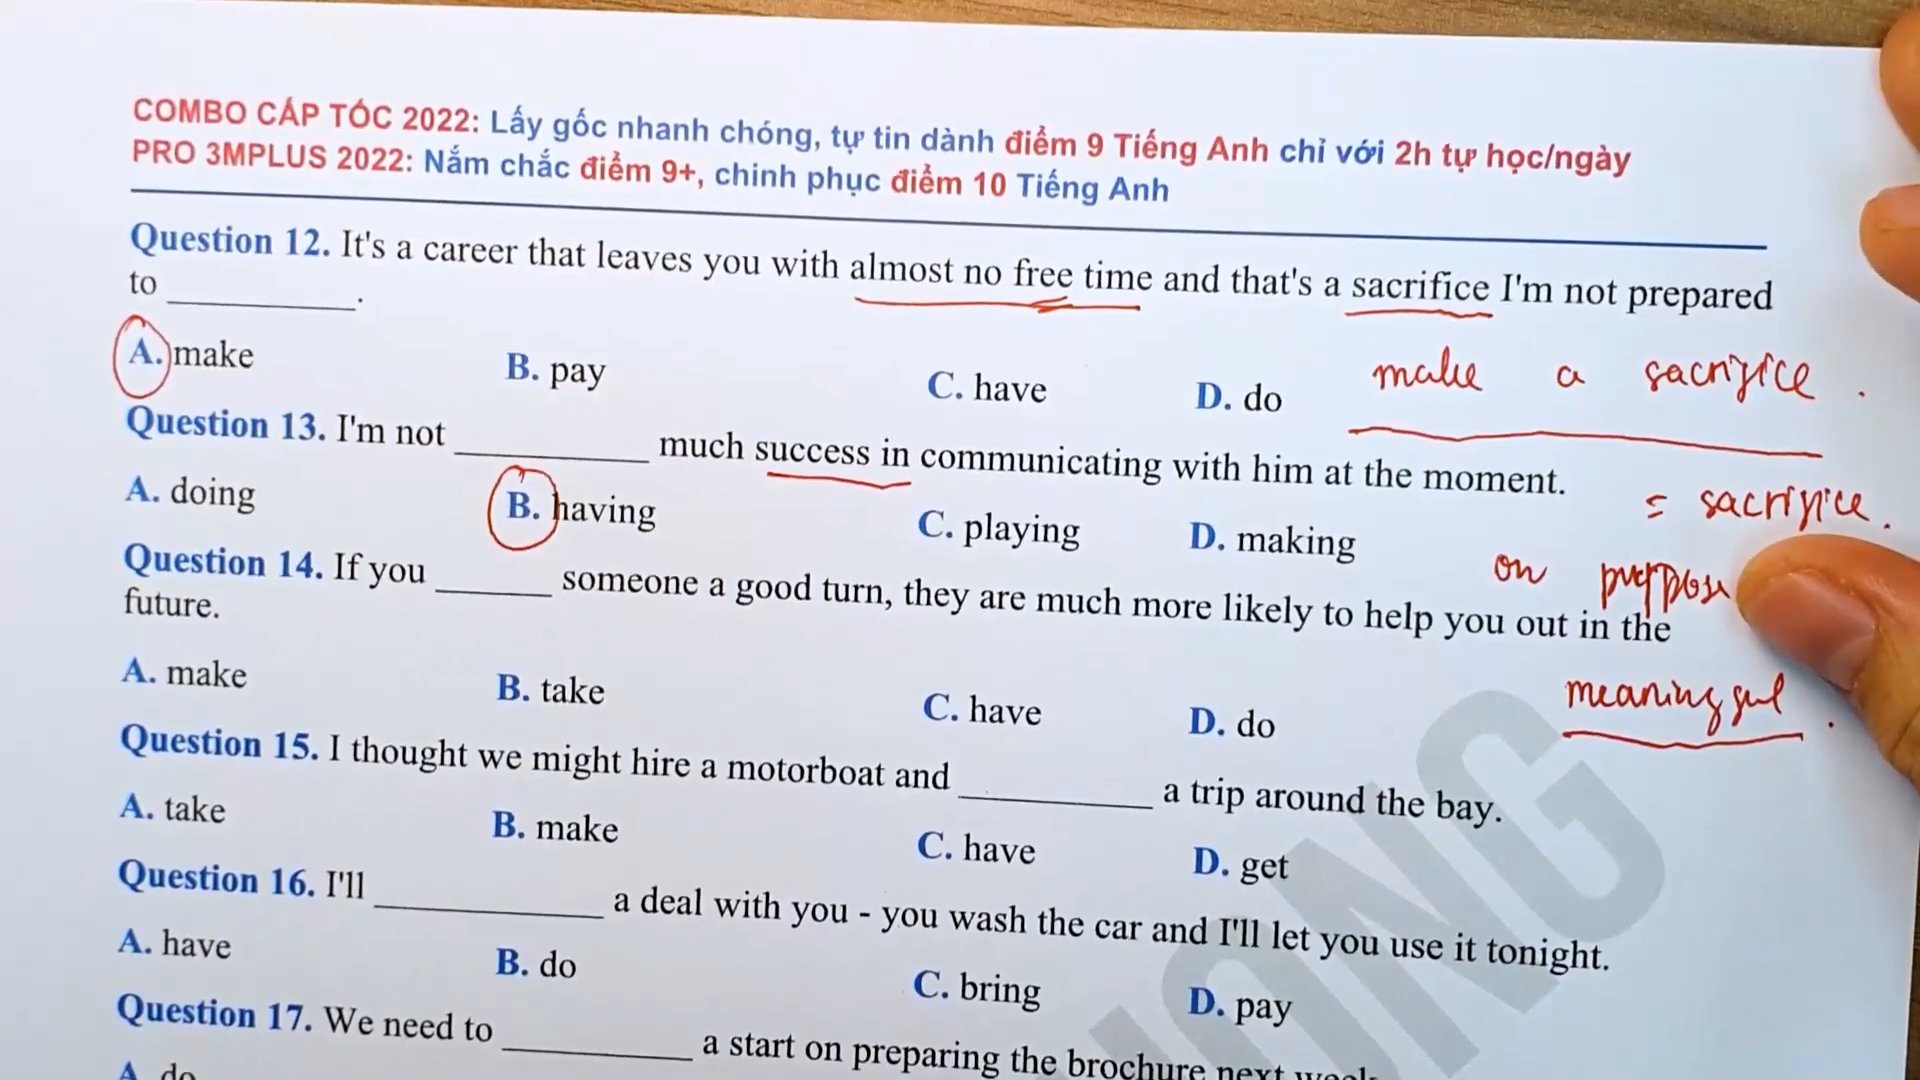 COMBO CẤP TỐC 2022: Lấy gốc nhanh chóng, tự tin dành điểm 9 Tiếng Anh chỉ với 2h tự học/ngày
PRO 3MPLUS 2022: Nắm chắc điểm 9+, chinh phục điểm 10 Tiếng Anh
Question 12. It's a career that leaves you with almost no free time and that's a sacrifice I'm not prepared
to __________.
A. make B. pay C. have D. do
make a sacrifice.
Question 13. I'm not __________ much success in communicating with him at the moment.
= sacrifice.
A. doing B. having C. playing D. making
on purpose
Question 14. If you ______ someone a good turn, they are much more likely to help you out in the
future.
A. make B. take C. have D. do
meaningful.
Question 15. I thought we might hire a motorboat and __________ a trip around the bay.
A. take B. make C. have D. get
Question 16. I'll ____________ a deal with you - you wash the car and I'll let you use it tonight.
A. have B. do C. bring D. pay
Question 17. We need to __________ a start on preparing the brochure next week
A. do
ONG